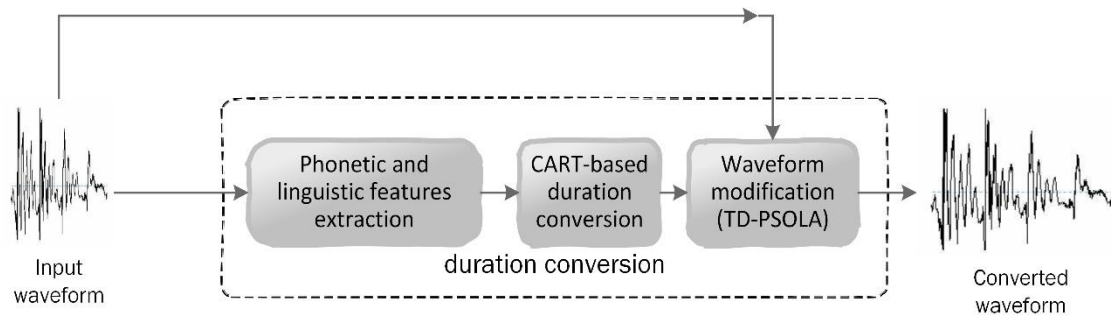 Input
waveform
Phonetic and
linguistic features
extraction
CART-based
duration
conversion
Waveform
modification
(TD-PSOLA)
duration conversion
Converted
waveform